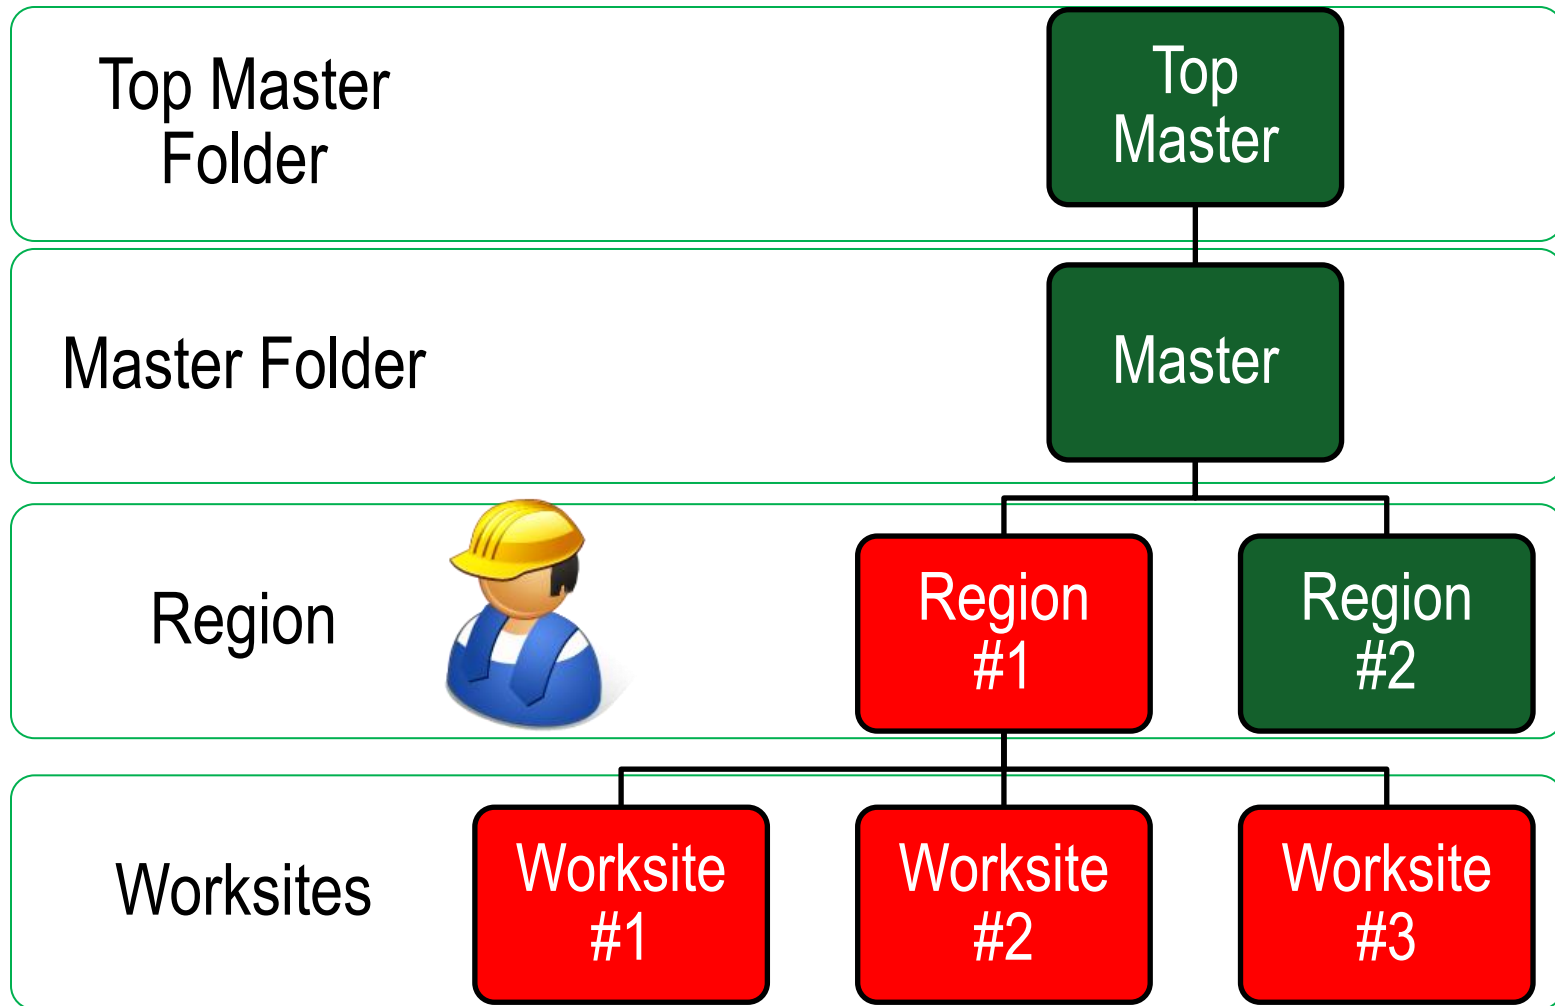 Top Master
Folder
Top
Master
Master Folder
Master
Region
Region
#1
Region
#2
Worksites
Worksite
#1
Worksite
#2
Worksite
#3